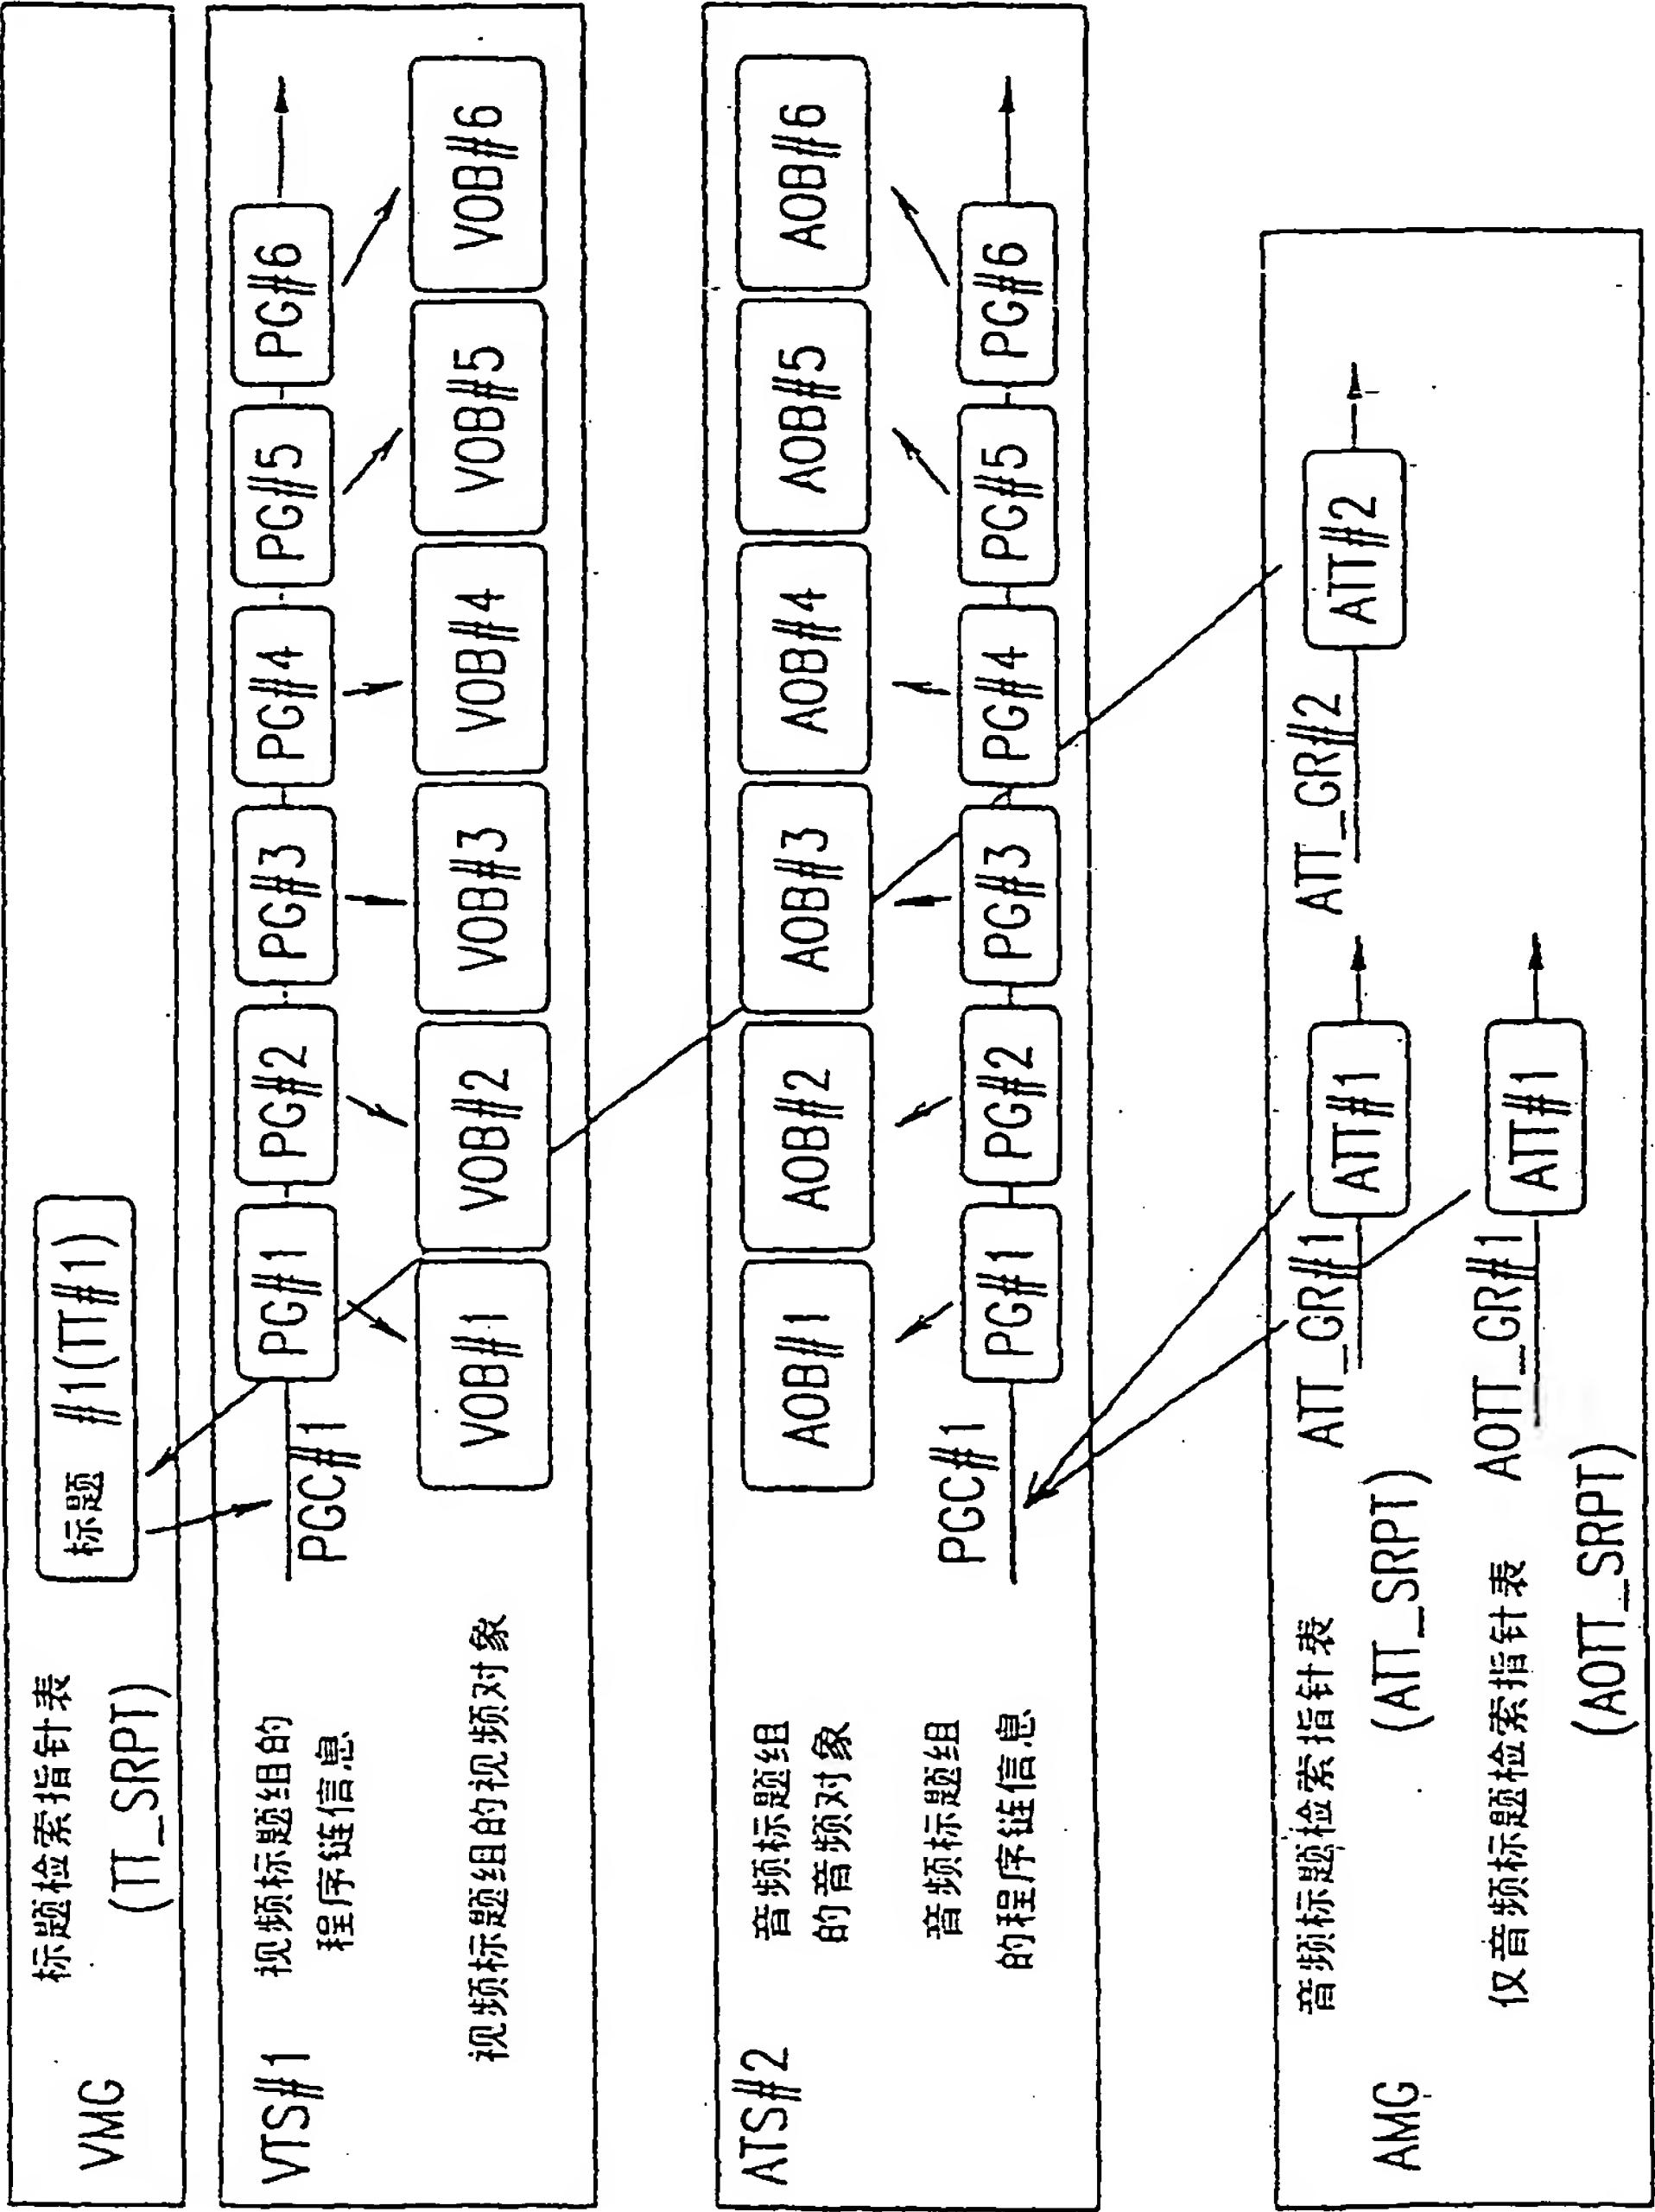 VMG
标题检索指针表
(TT_SRPT)
标题 #1(TT#1)
VTS#1
视频标题组的
程序链信息
PGC#1
PG#1
PG#2
PG#3
PG#4
PG#5
PG#6
视频标题组的视频对象
VOB#1
VOB#2
VOB#3
VOB#4
VOB#5
VOB#6
ATS#2
音频标题组
的音频对象
AOB#1
AOB#2
AOB#3
AOB#4
AOB#5
AOB#6
音频标题组
的程序链信息
PGC#1
PG#1
PG#2
PG#3
PG#4
PG#5
PG#6
AMG
音频标题检索指针表
(ATT_SRPT)
ATT_GR#1
ATT#1
ATT_GR#2
ATT#2
仅音频标题检索指针表
(AOTT_SRPT)
AOTT_GR#1
ATT#1